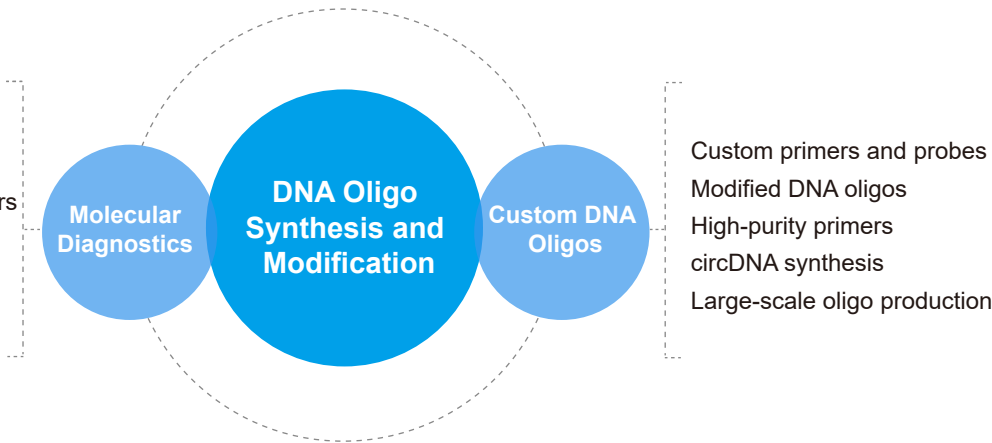 Molecular
Diagnostics
DNA Oligo
Synthesis and
Modification
Custom DNA
Oligos
Custom primers and probes
Modified DNA oligos
High-purity primers
circDNA synthesis
Large-scale oligo production